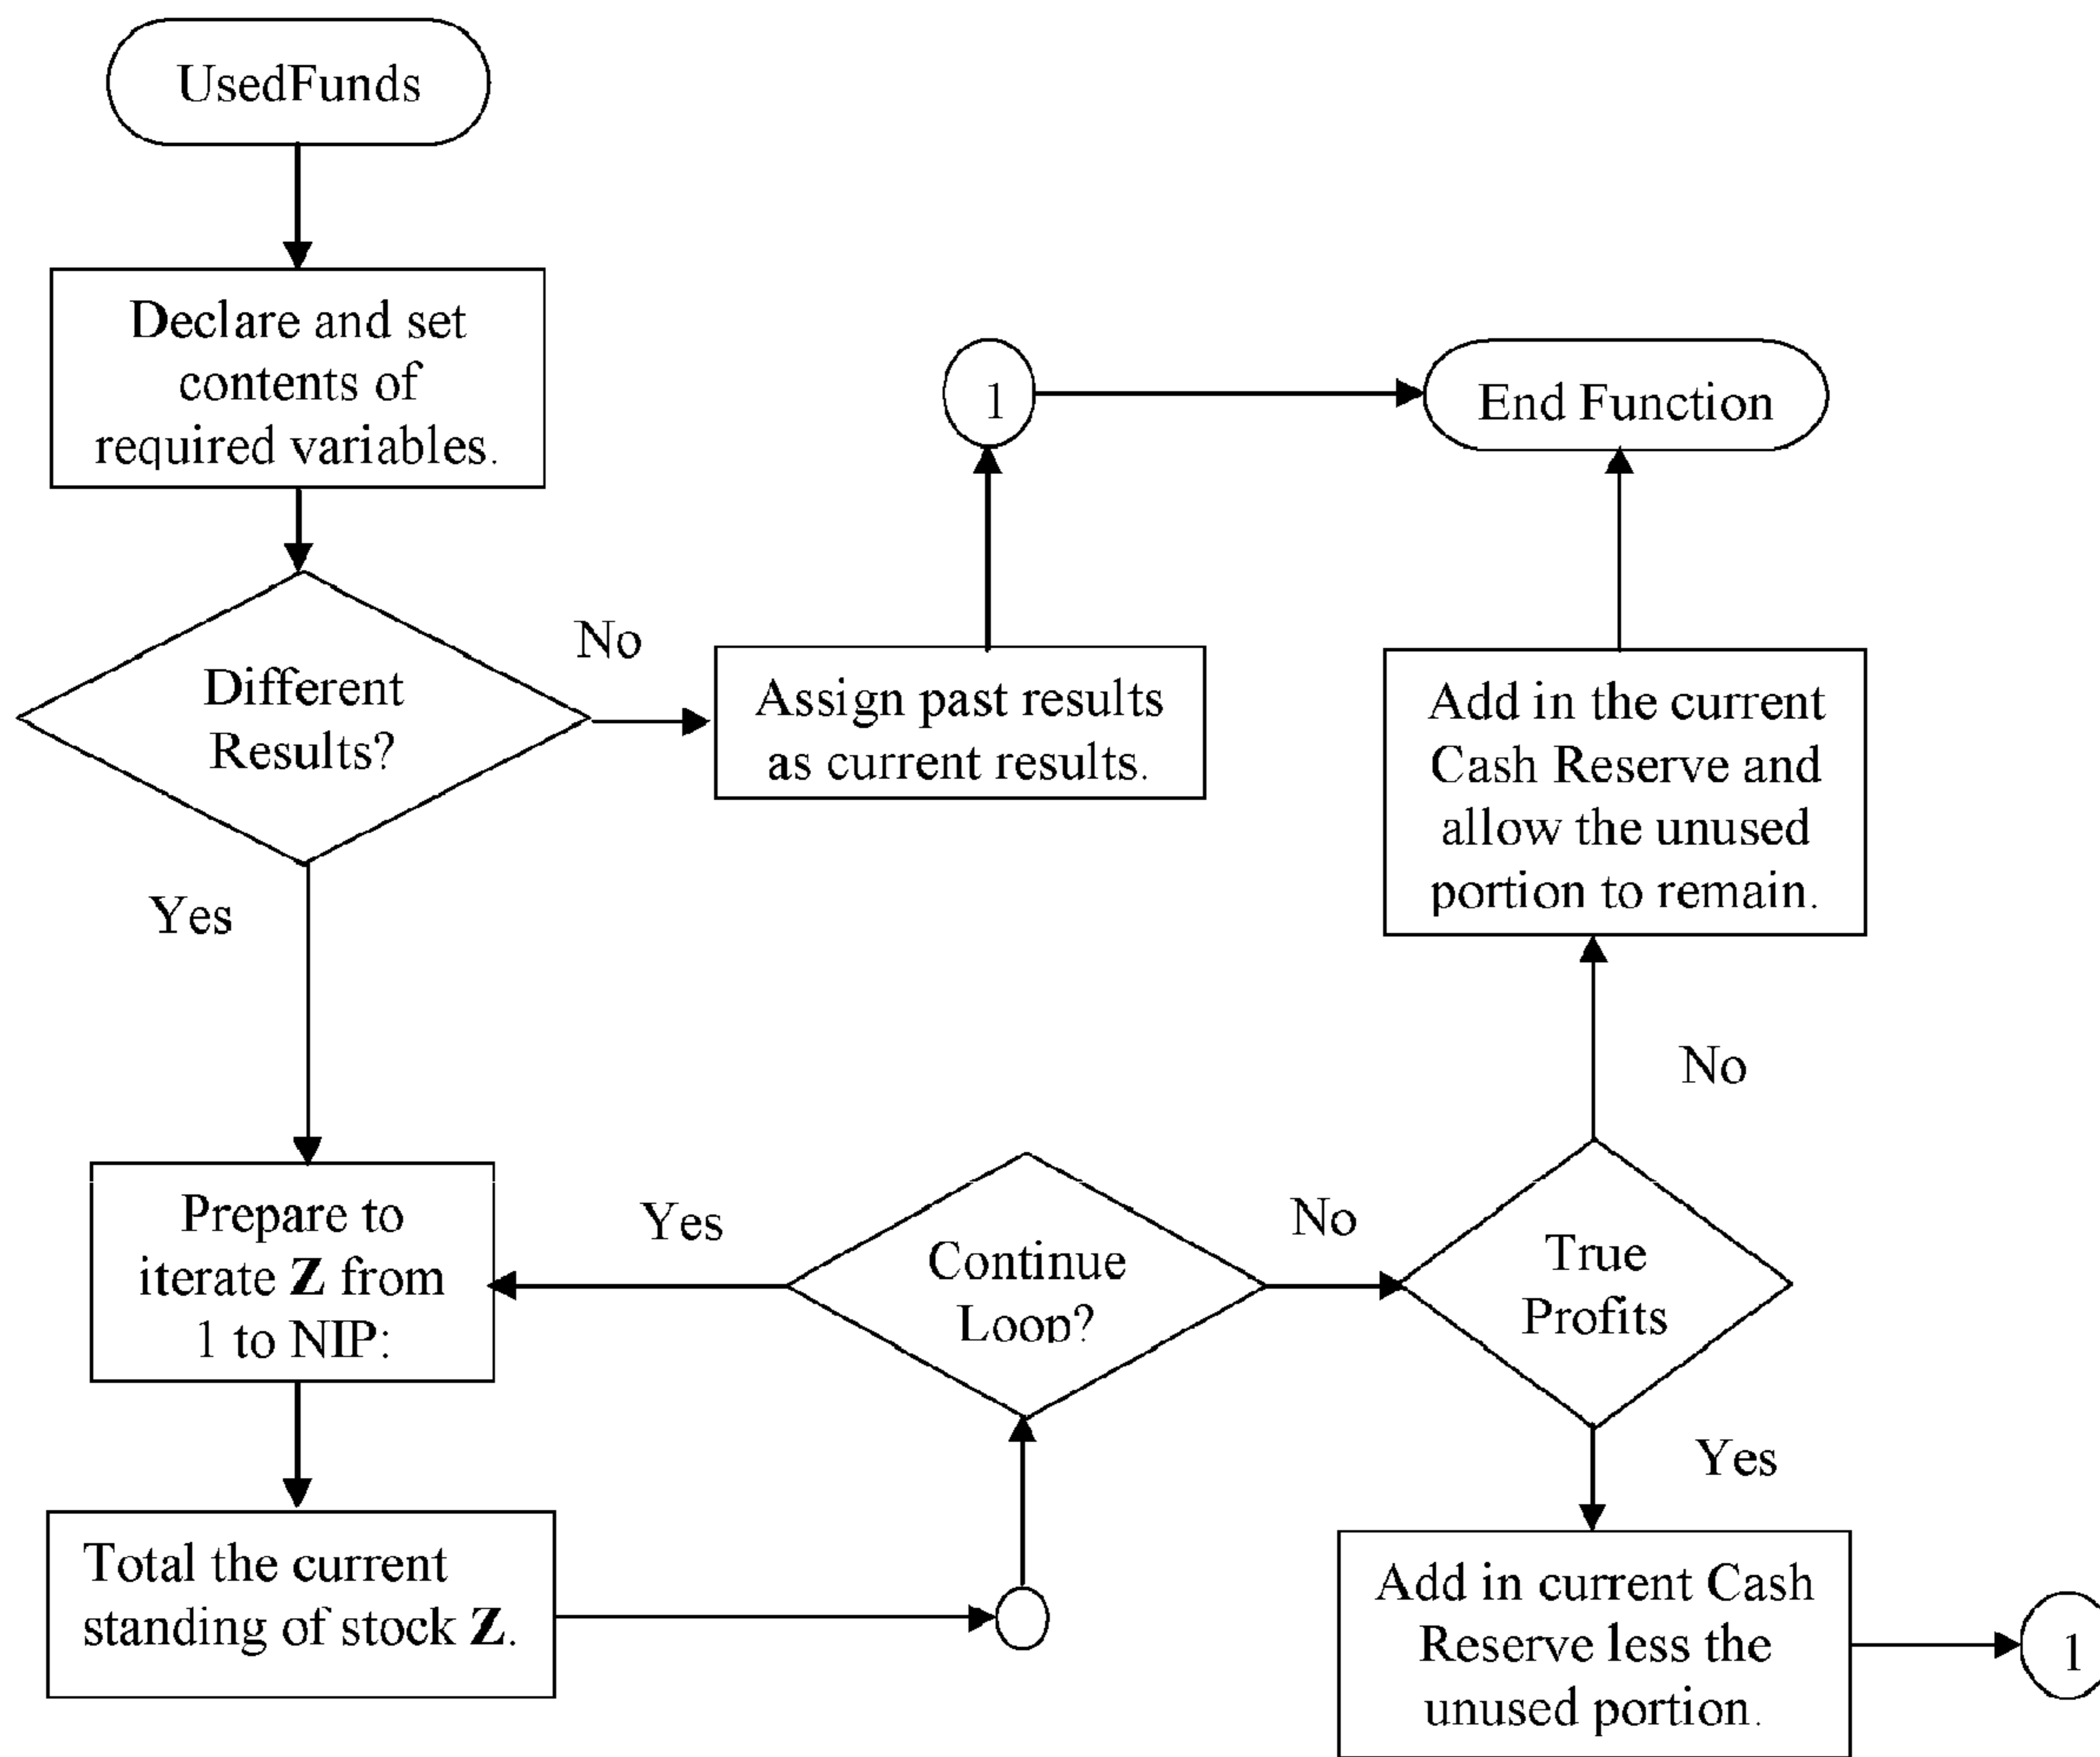 UsedFunds
Declare and set
contents of
required variables.
Different
Results?
No
Yes
Assign past results
as current results.
1
End Function
Add in the current
Cash Reserve and
allow the unused
portion to remain.
No
Prepare to
iterate Z from
1 to NIP:
Yes
Continue
Loop?
No
True
Profits
Yes
Total the current
standing of stock Z.
Add in current Cash
Reserve less the
unused portion.
1